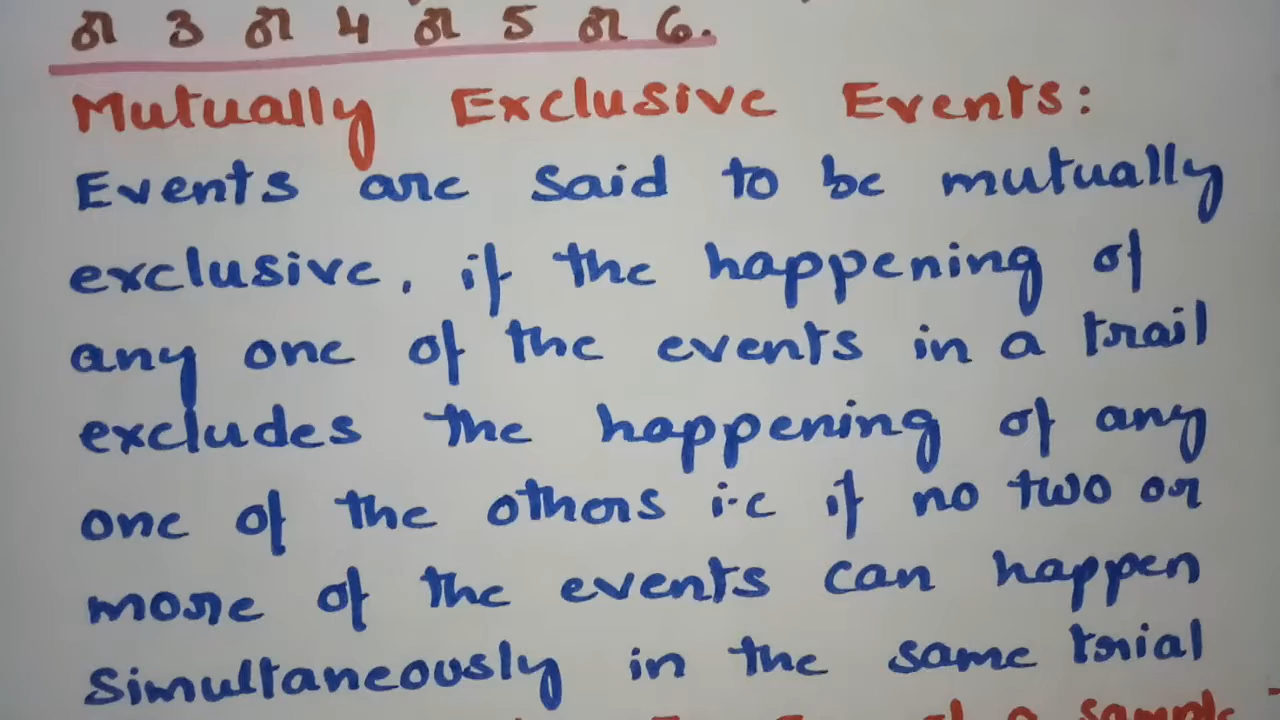 or 3 or 4 or 5 or 6.
Mutually Exclusive Events:
Events are said to be mutually
exclusive, if the happening of
any one of the events in a trail
excludes the happening of any
one of the others i.e if no two or
more of the events can happen
simultaneously in the same trial
a sample